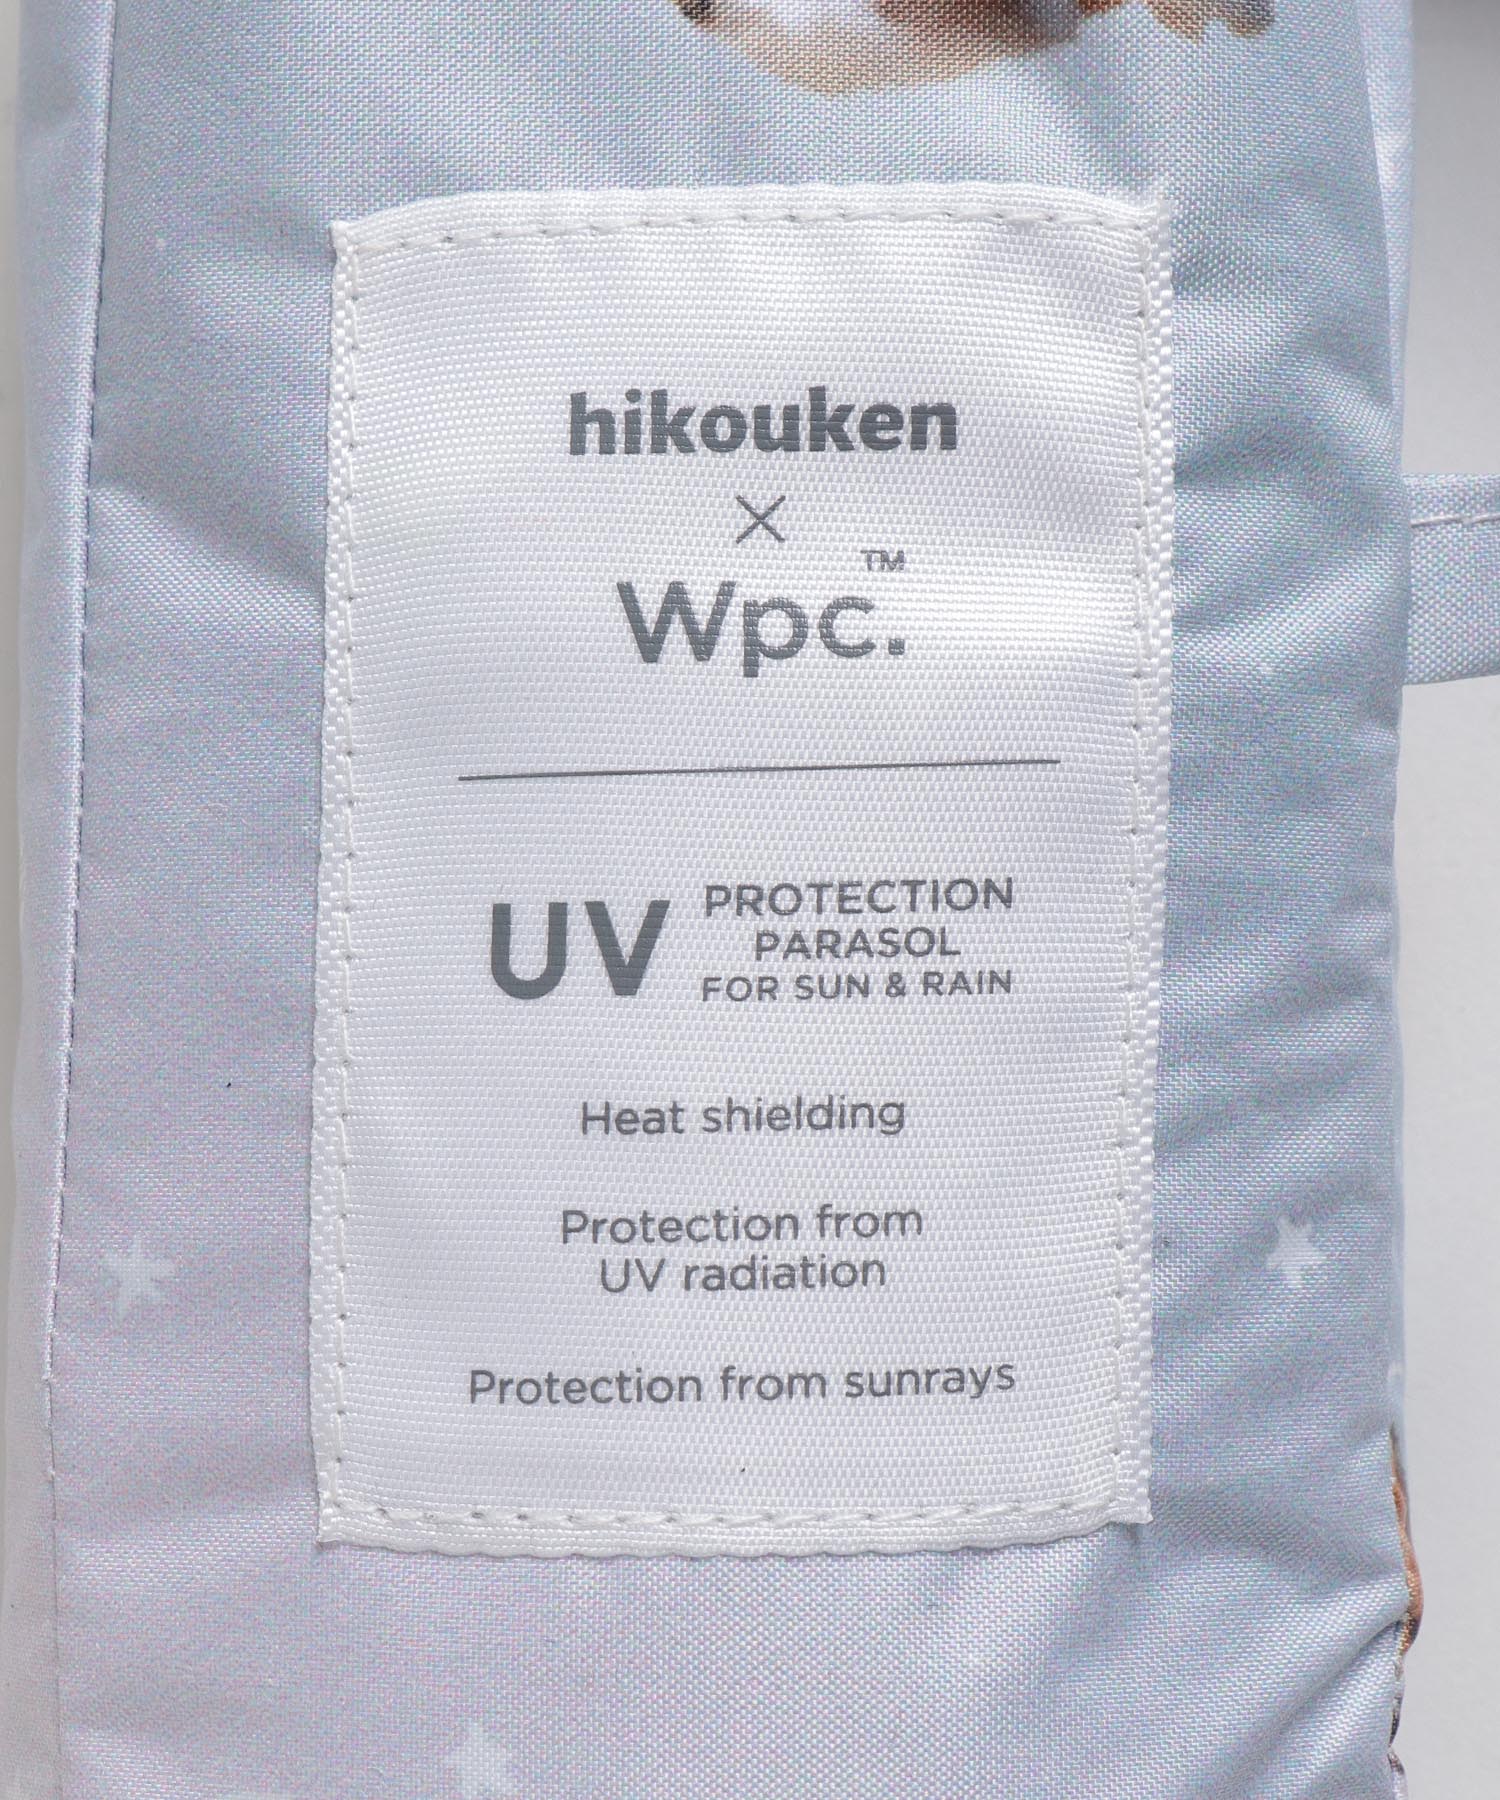 hikouken
×
Wpc.™
UV PROTECTION
PARASOL
FOR SUN & RAIN
Heat shielding
Protection from
UV radiation
Protection from sunrays